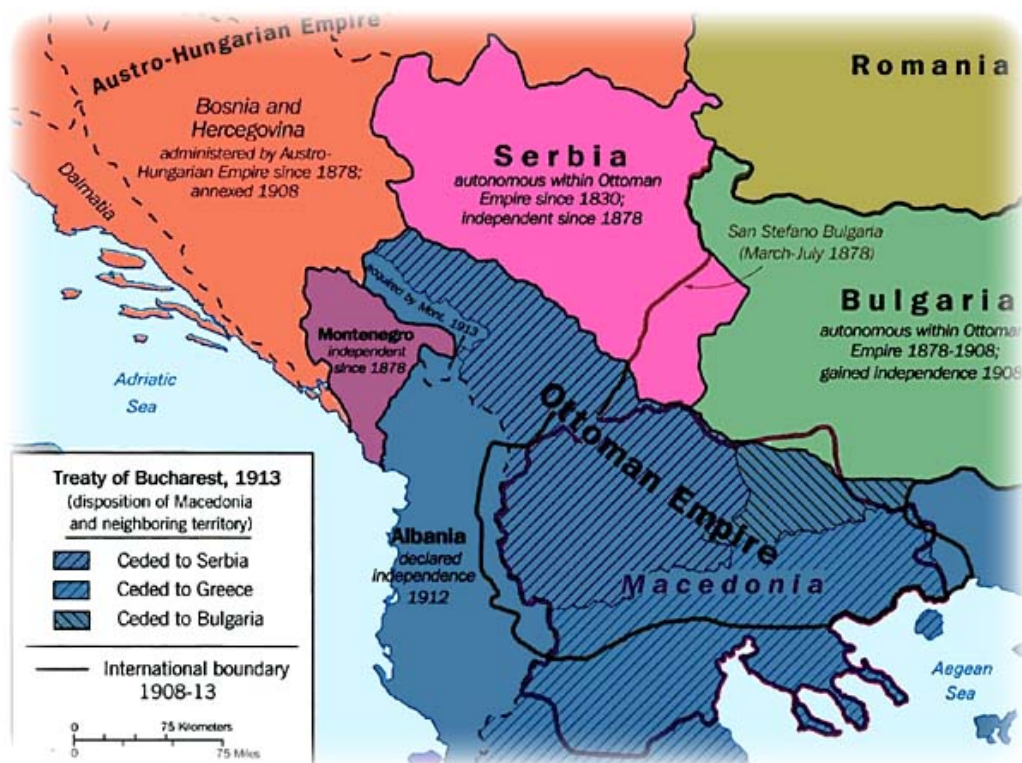 Austro-Hungarian Empire
Romania
Bosnia and
Hercegovina
administered by Austro-
Hungarian Empire since 1878;
annexed 1908
Dalmatia
Serbia
autonomous within Ottoman
Empire since 1830;
independent since 1878
San Stefano Bulgaria
(March-July 1878)
Bulgaria
autonomous within Ottoman
Empire 1878-1908;
gained independence 1908
acquired by Mont. 1913
Montenegro
independent
since 1878
Adriatic
Sea
Ottoman Empire
Albania
declared
independence
1912
Macedonia
Aegean
Sea
Treaty of Bucharest, 1913
(disposition of Macedonia
and neighboring territory)
Ceded to Serbia
Ceded to Greece
Ceded to Bulgaria
International boundary
1908-13
0 75 Kilometers
0 75 Miles